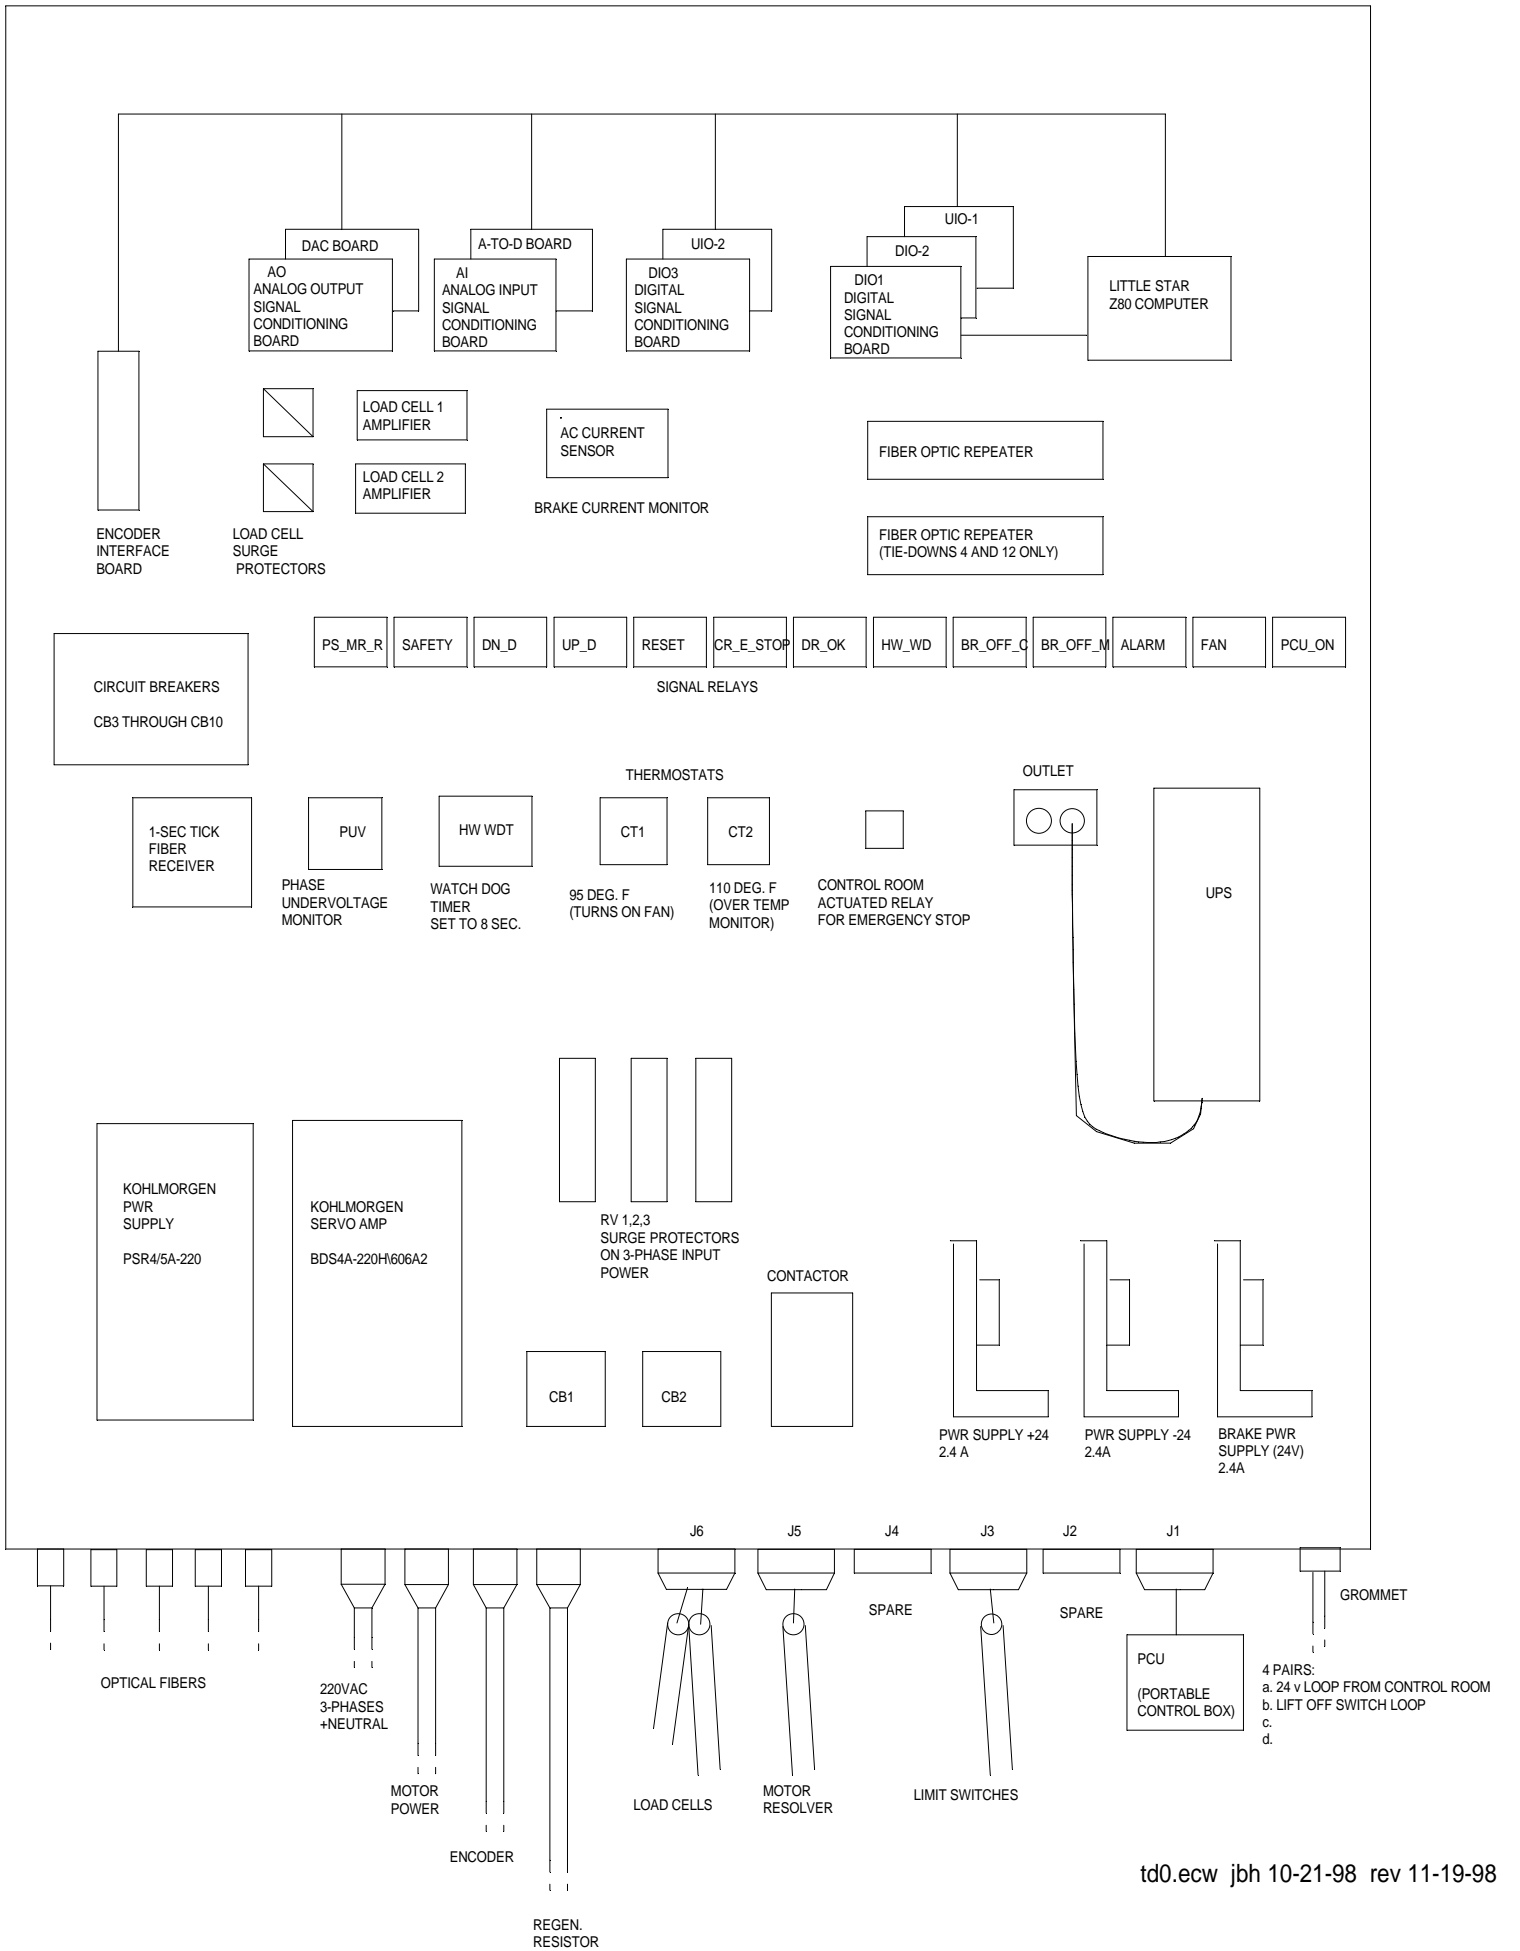 UIO-1
DAC BOARD
A-TO-D BOARD
UIO-2
DIO-2
AO
ANALOG OUTPUT
SIGNAL
CONDITIONING
BOARD
AI
ANALOG INPUT
SIGNAL
CONDITIONING
BOARD
DIO3
DIGITAL
SIGNAL
CONDITIONING
BOARD
DIO1
DIGITAL
SIGNAL
CONDITIONING
BOARD
LITTLE STAR
Z80 COMPUTER
LOAD CELL 1
AMPLIFIER
LOAD CELL 2
AMPLIFIER
AC CURRENT
SENSOR
BRAKE CURRENT MONITOR
FIBER OPTIC REPEATER
FIBER OPTIC REPEATER
(TIE-DOWNS 4 AND 12 ONLY)
ENCODER
INTERFACE
BOARD
LOAD CELL
SURGE
PROTECTORS
PS_MR_R
SAFETY
DN_D
UP_D
RESET
CR_E_STOP
DR_OK
HW_WD
BR_OFF_C
BR_OFF_M
ALARM
FAN
PCU_ON
SIGNAL RELAYS
CIRCUIT BREAKERS
CB3 THROUGH CB10
THERMOSTATS
OUTLET
1-SEC TICK
FIBER
RECEIVER
PUV
HW WDT
CT1
CT2
PHASE
UNDERVOLTAGE
MONITOR
WATCH DOG
TIMER
SET TO 8 SEC.
95 DEG. F
(TURNS ON FAN)
110 DEG. F
(OVER TEMP
MONITOR)
CONTROL ROOM
ACTUATED RELAY
FOR EMERGENCY STOP
UPS
KOHLMORGEN
PWR
SUPPLY
PSR4/5A-220
KOHLMORGEN
SERVO AMP
BDS4A-220H\606A2
RV 1,2,3
SURGE PROTECTORS
ON 3-PHASE INPUT
POWER
CONTACTOR
CB1
CB2
PWR SUPPLY +24
2.4 A
PWR SUPPLY -24
2.4A
BRAKE PWR
SUPPLY (24V)
2.4A
J6
J5
J4
J3
J2
J1
SPARE
SPARE
GROMMET
OPTICAL FIBERS
220VAC
3-PHASES
+NEUTRAL
PCU
(PORTABLE
CONTROL BOX)
4 PAIRS:
a. 24 v LOOP FROM CONTROL ROOM
b. LIFT OFF SWITCH LOOP
c.
d.
MOTOR
POWER
LOAD CELLS
MOTOR
RESOLVER
LIMIT SWITCHES
ENCODER
REGEN.
RESISTOR
td0.ecw jbh 10-21-98 rev 11-19-98